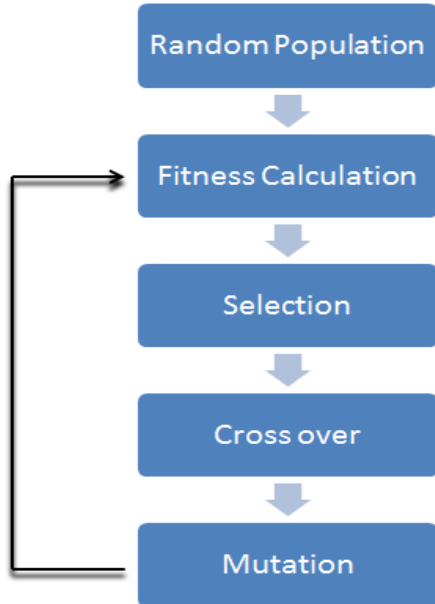 Random Population
Fitness Calculation
Selection
Cross over
Mutation